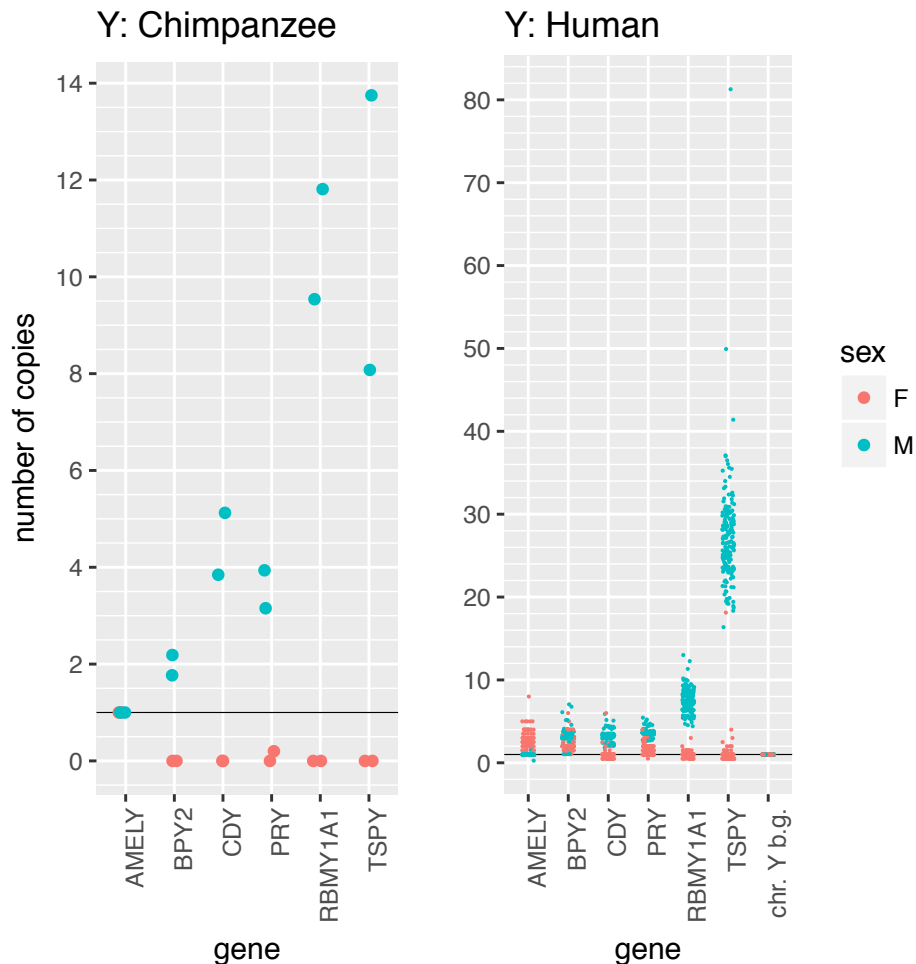 Y: Chimpanzee
number of copies
14
12
10
8
6
4
2
0
AMELY
BPY2
CDY
PRY
RBMY1A1
TSPY
gene
Y: Human
80
70
60
50
40
30
20
10
0
AMELY
BPY2
CDY
PRY
RBMY1A1
TSPY
chr. Y b.g.
gene
sex
F
M